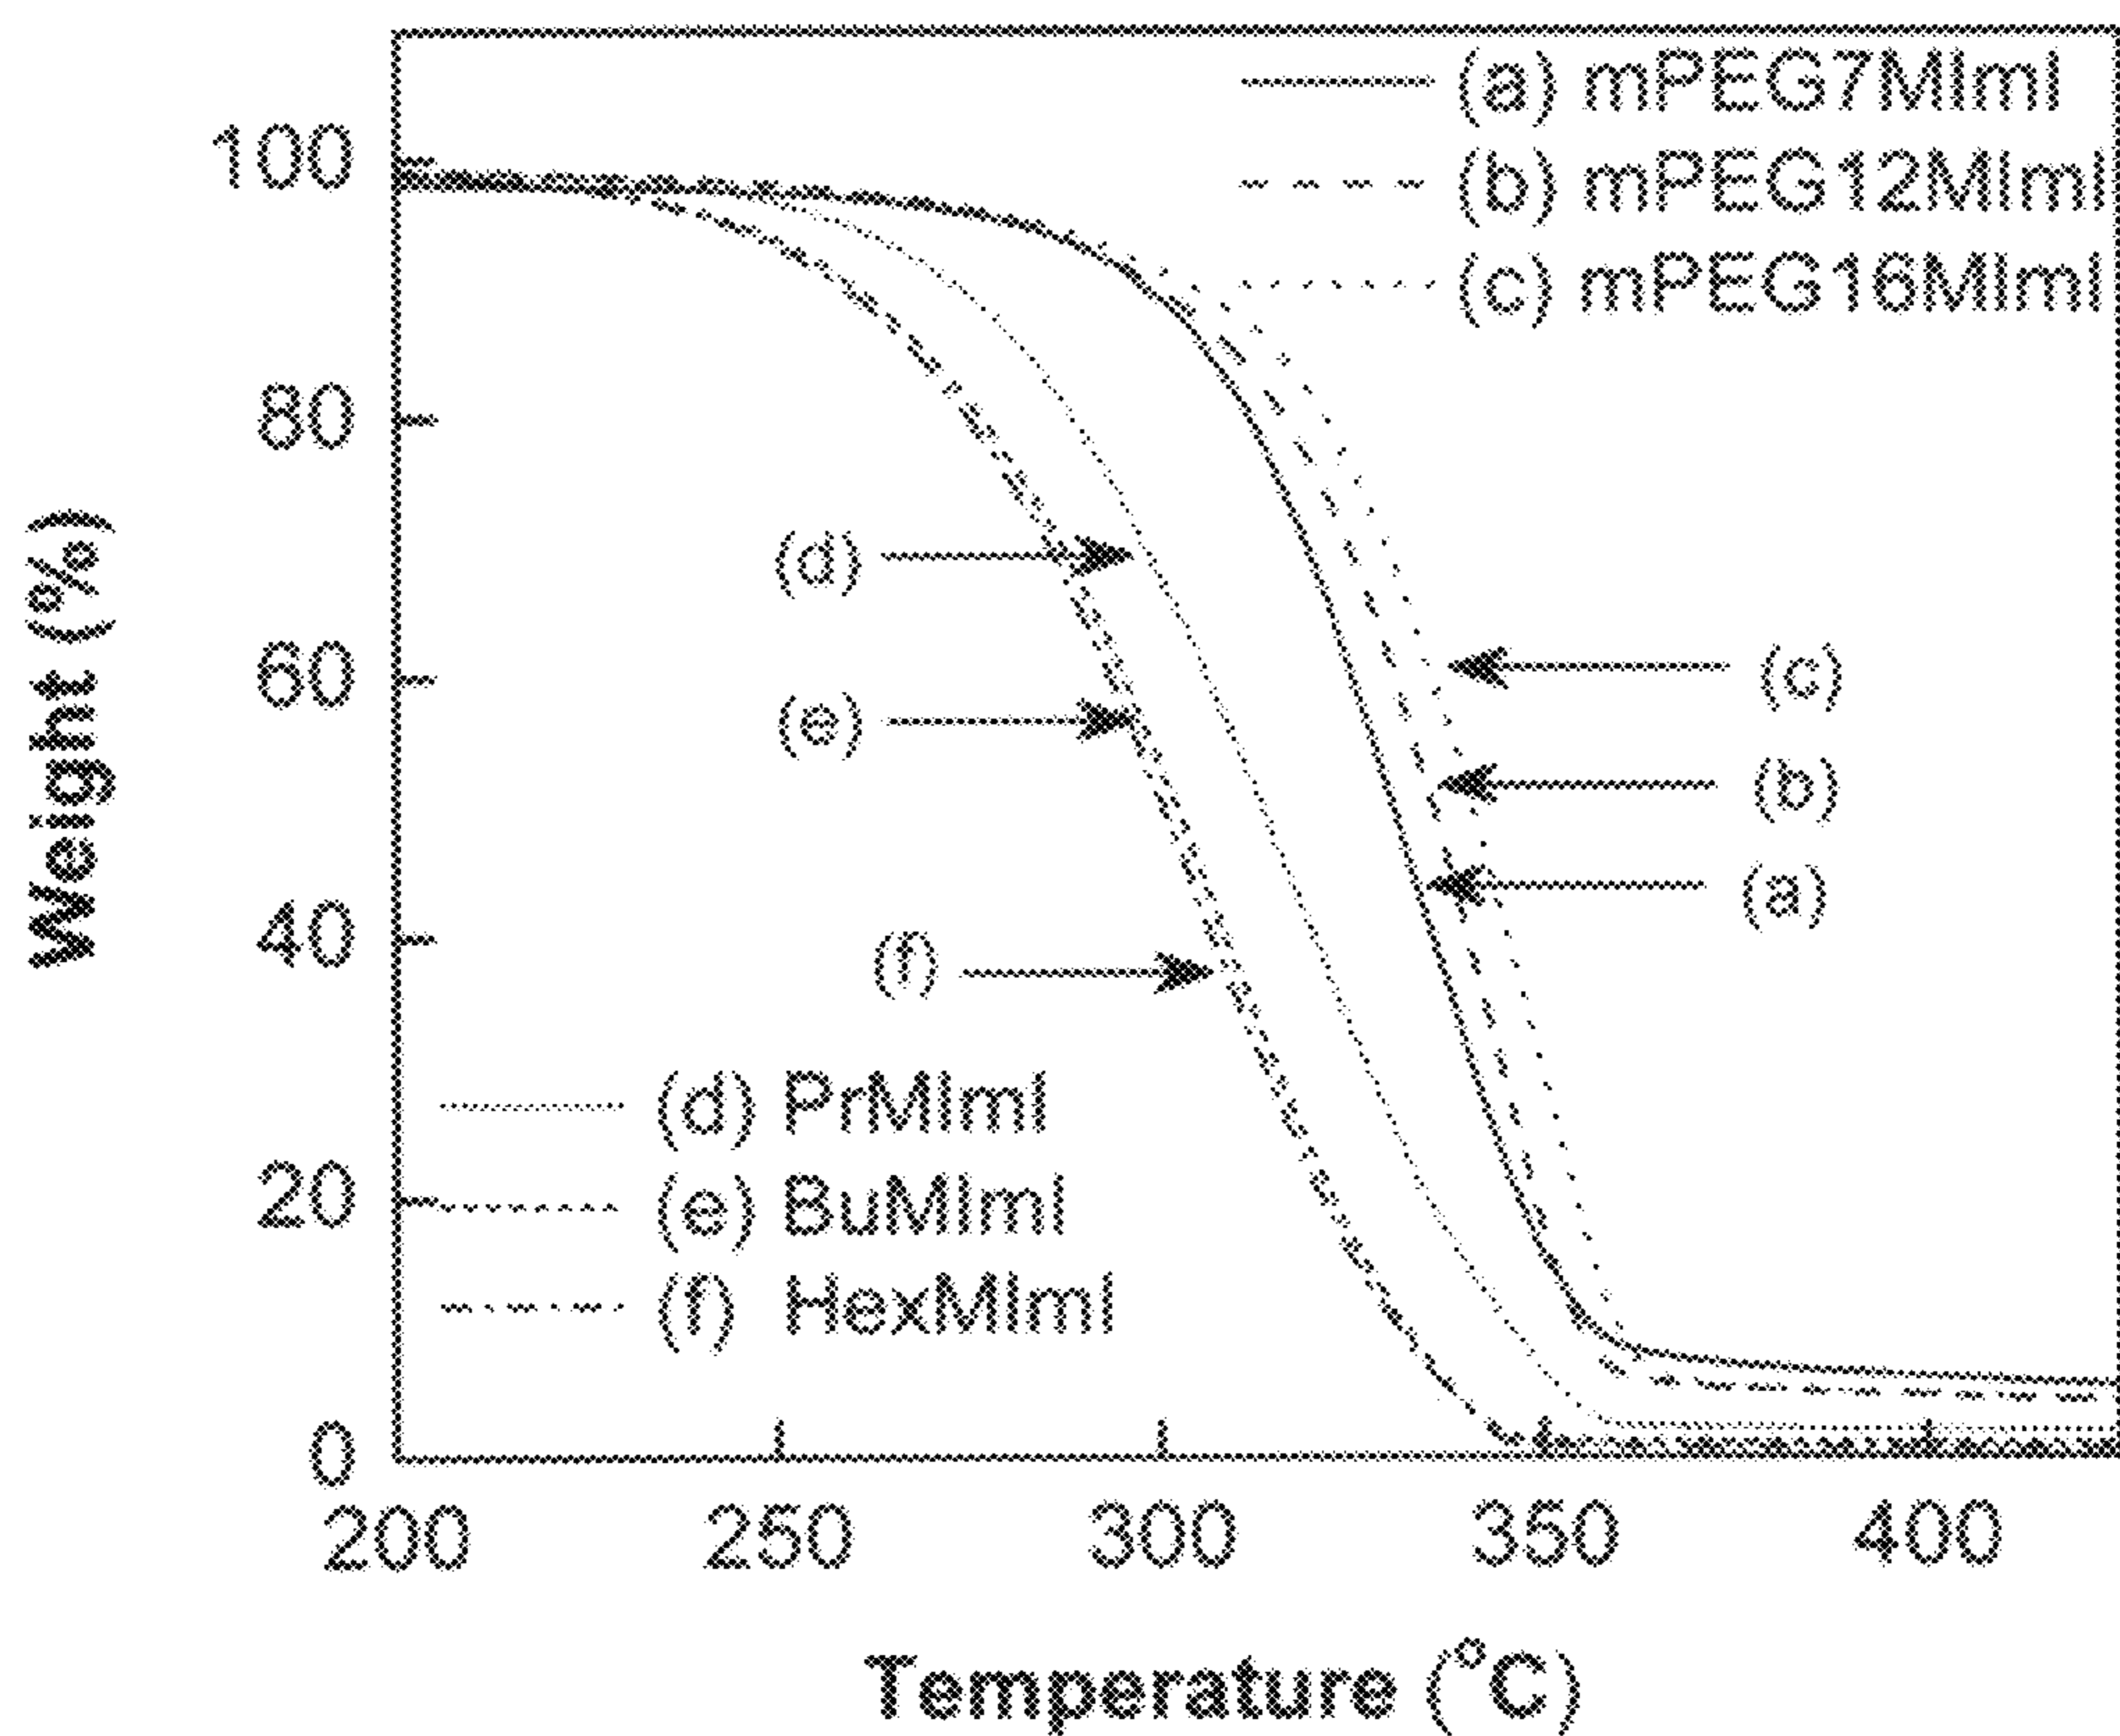 (a) mPEG7MImI
(b) mPEG12MImI
(c) mPEG16MImI
100
80
60
40
20
0
Weight (%)
(d)
(e)
(f)
(c)
(b)
(a)
(d) PrMImI
(e) BuMImI
(f) HexMImI
200 250 300 350 400
Temperature (°C)